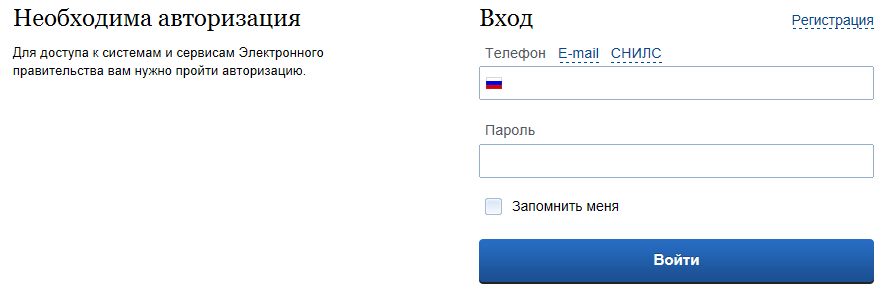 Необходима авторизация
Для доступа к системам и сервисам Электронного
правительства вам нужно пройти авторизацию.
Вход
Регистрация
Телефон E-mail СНИЛС
Пароль
Запомнить меня
Войти